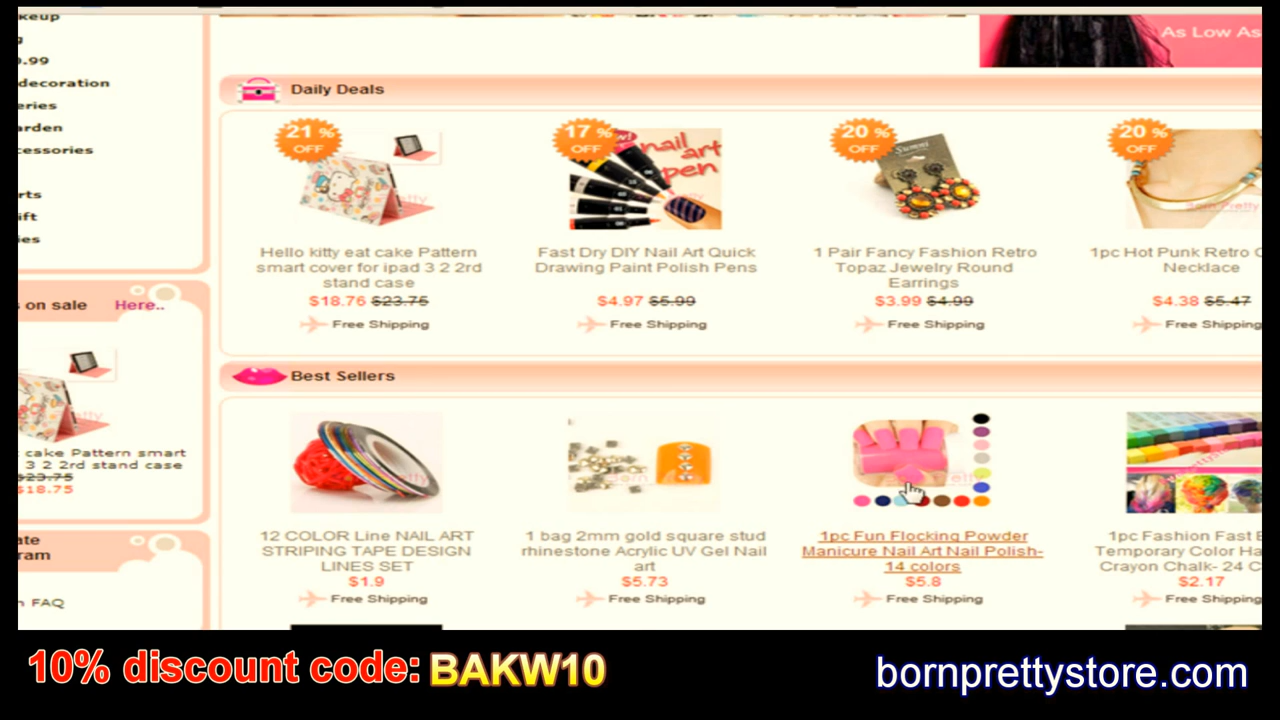 As Low As
decoration
Daily Deals
21 % OFF
17 % OFF
20 % OFF
20 % OFF
nail art pen
Hello kitty eat cake Pattern smart cover for ipad 3 2 2rd stand case
$18.76 $23.75
Free Shipping
Fast Dry DIY Nail Art Quick Drawing Paint Polish Pens
$4.97 $5.99
Free Shipping
1 Pair Fancy Fashion Retro Topaz Jewelry Round Earrings
$3.99 $4.99
Free Shipping
1pc Hot Punk Retro
Necklace
$4.38 $5.47
Free Shipping
on sale Here..
cake Pattern smart
3 2 2rd stand case
$23.75
$18.75
FAQ
Best Sellers
12 COLOR Line NAIL ART STRIPING TAPE DESIGN LINES SET
$1.9
Free Shipping
1 bag 2mm gold square stud rhinestone Acrylic UV Gel Nail art
$5.73
Free Shipping
1pc Fun Flocking Powder Manicure Nail Art Nail Polish-14 colors
$5.8
Free Shipping
1pc Fashion Fast
Temporary Color
Crayon Chalk- 24
$2.17
Free Shipping
10% discount code: BAKW10
bornprettystore.com